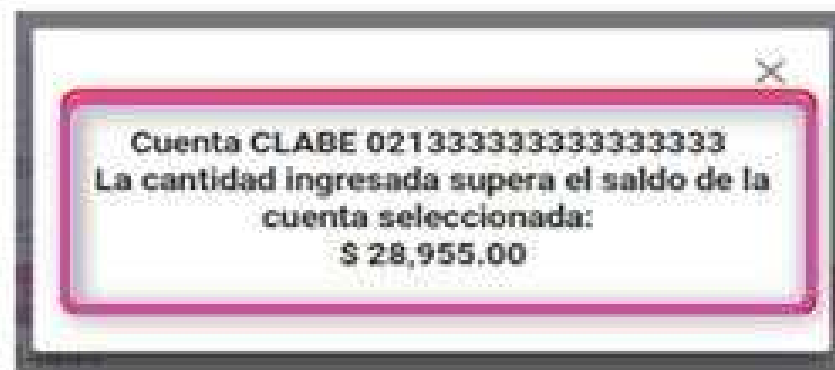 Cuenta CLABE 021333333333333333
La cantidad ingresada supera el saldo de la
cuenta seleccionada:
$ 28,955.00